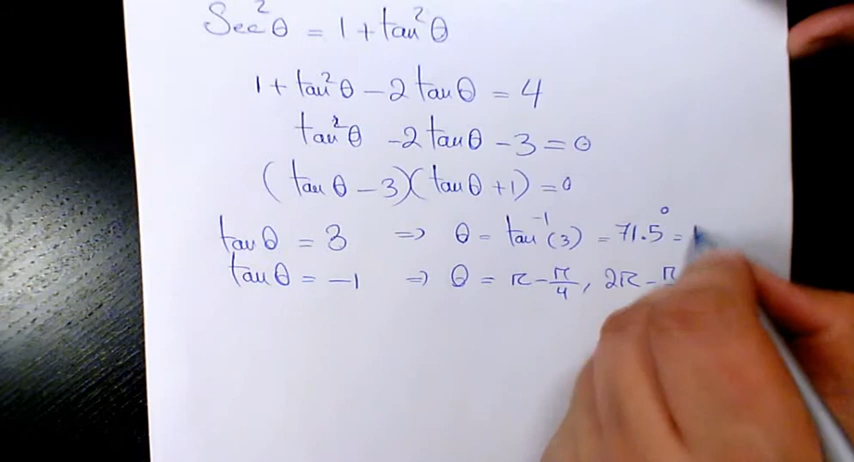 Sec²θ = 1 + tan²θ
1 + tan²θ − 2 tanθ = 4
tan²θ − 2 tanθ − 3 = 0
(tanθ − 3)(tanθ + 1) = 0
tanθ = 3 ⇒ θ = tan⁻¹(3) = 71.5° =
tanθ = −1 ⇒ θ = π − π/4, 2π − π